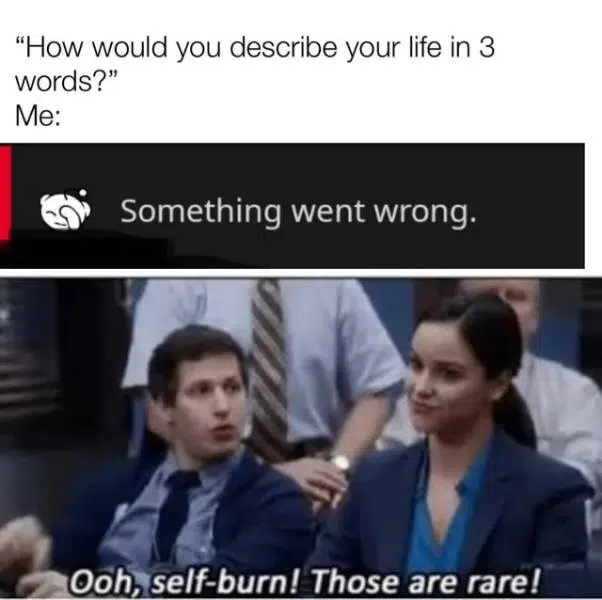 “How would you describe your life in 3
words?”
Me:
Something went wrong.
Ooh, self-burn! Those are rare!